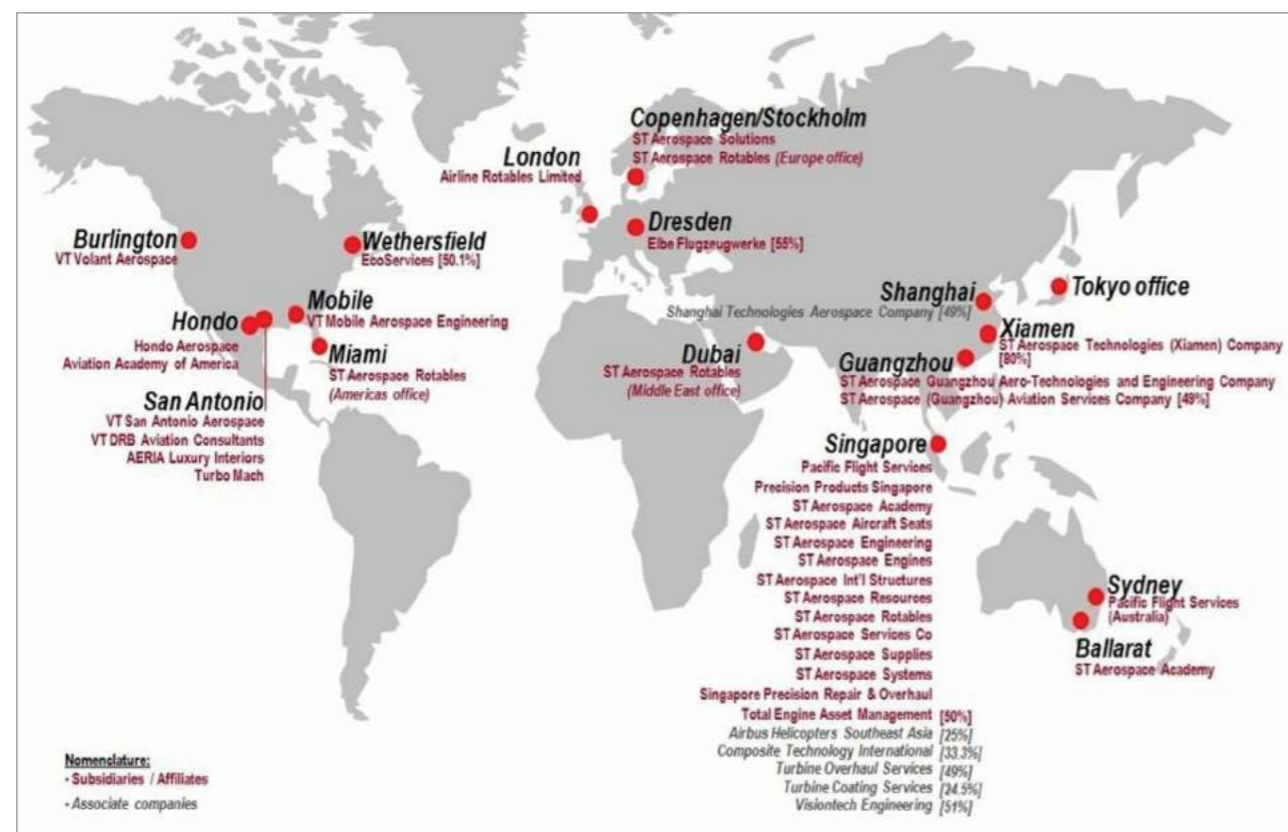 Copenhagen/Stockholm
ST Aerospace Solutions
ST Aerospace Rotables (Europe office)
London
Airline Rotables Limited
Dresden
Elbe Flugzeugwerke [55%]
Burlington
VT Volant Aerospace
Wethersfield
EcoServices [50.1%]
Mobile
VT Mobile Aerospace Engineering
Hondo
Hondo Aerospace
Aviation Academy of America
Miami
ST Aerospace Rotables
(Americas office)
San Antonio
VT San Antonio Aerospace
VT DRB Aviation Consultants
AERIA Luxury Interiors
Turbo Mach
Dubai
ST Aerospace Rotables
(Middle East office)
Shanghai
Shanghai Technologies Aerospace Company [49%]
Tokyo office
Xiamen
ST Aerospace Technologies (Xiamen) Company
[80%]
Guangzhou
ST Aerospace Guangzhou Aero-Technologies and Engineering Company
ST Aerospace (Guangzhou) Aviation Services Company [49%]
Singapore
Pacific Flight Services
Precision Products Singapore
ST Aerospace Academy
ST Aerospace Aircraft Seats
ST Aerospace Engineering
ST Aerospace Engines
ST Aerospace Int'l Structures
ST Aerospace Resources
ST Aerospace Rotables
ST Aerospace Services Co
ST Aerospace Supplies
ST Aerospace Systems
Singapore Precision Repair & Overhaul
Total Engine Asset Management [50%]
Airbus Helicopters Southeast Asia [25%]
Composite Technology International [33.3%]
Turbine Overhaul Services [49%]
Turbine Coating Services [24.5%]
Visiontech Engineering [51%]
Sydney
Pacific Flight Services
(Australia)
Ballarat
ST Aerospace Academy
Nomenclature:
- Subsidiaries / Affiliates
- Associate companies